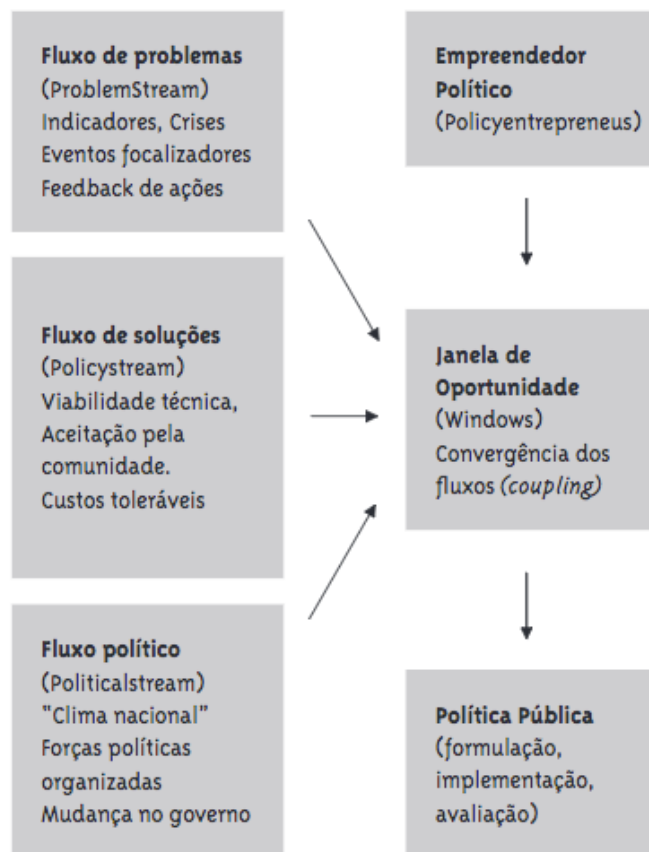 Fluxo de problemas
(ProblemStream)
Indicadores, Crises
Eventos focalizadores
Feedback de ações
Fluxo de soluções
(Policystream)
Viabilidade técnica,
Aceitação pela
comunidade.
Custos toleráveis
Fluxo político
(Politicalstream)
"Clima nacional"
Forças políticas
organizadas
Mudança no governo
Empreendedor
Político
(Policyentrepreneus)
Janela de
Oportunidade
(Windows)
Convergência dos
fluxos (coupling)
Política Pública
(formulação,
implementação,
avaliação)